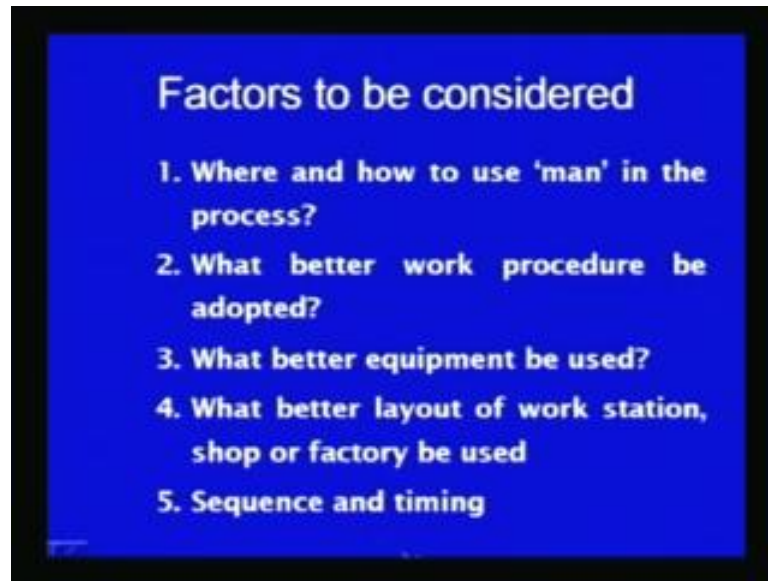 Factors to be considered
1. Where and how to use ‘man’ in the
process?
2. What better work procedure be
adopted?
3. What better equipment be used?
4. What better layout of work station,
shop or factory be used
5. Sequence and timing